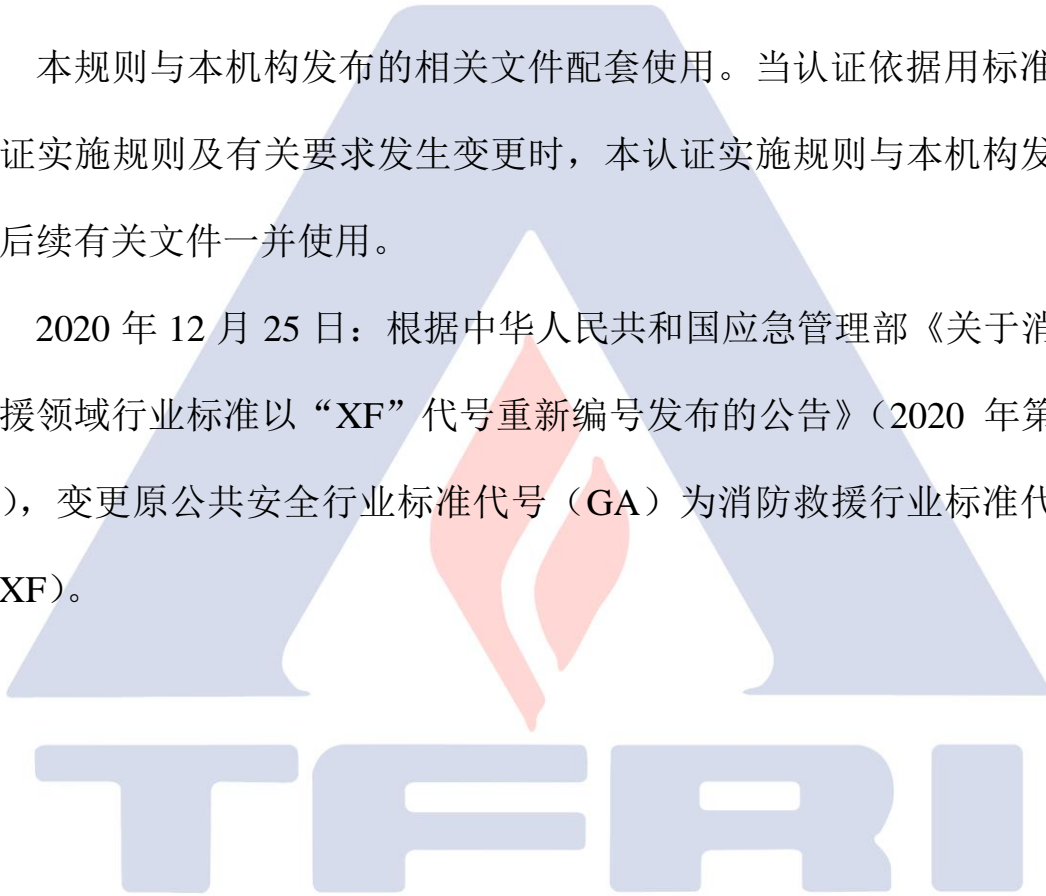 本规则与本机构发布的相关文件配套使用。当认证依据用标准
证实施规则及有关要求发生变更时，本认证实施规则与本机构发
后续有关文件一并使用。
2020 年 12 月 25 日：根据中华人民共和国应急管理部《关于消
援领域行业标准以“XF”代号重新编号发布的公告》（2020 年第
），变更原公共安全行业标准代号（GA）为消防救援行业标准代
XF）。
TFRI